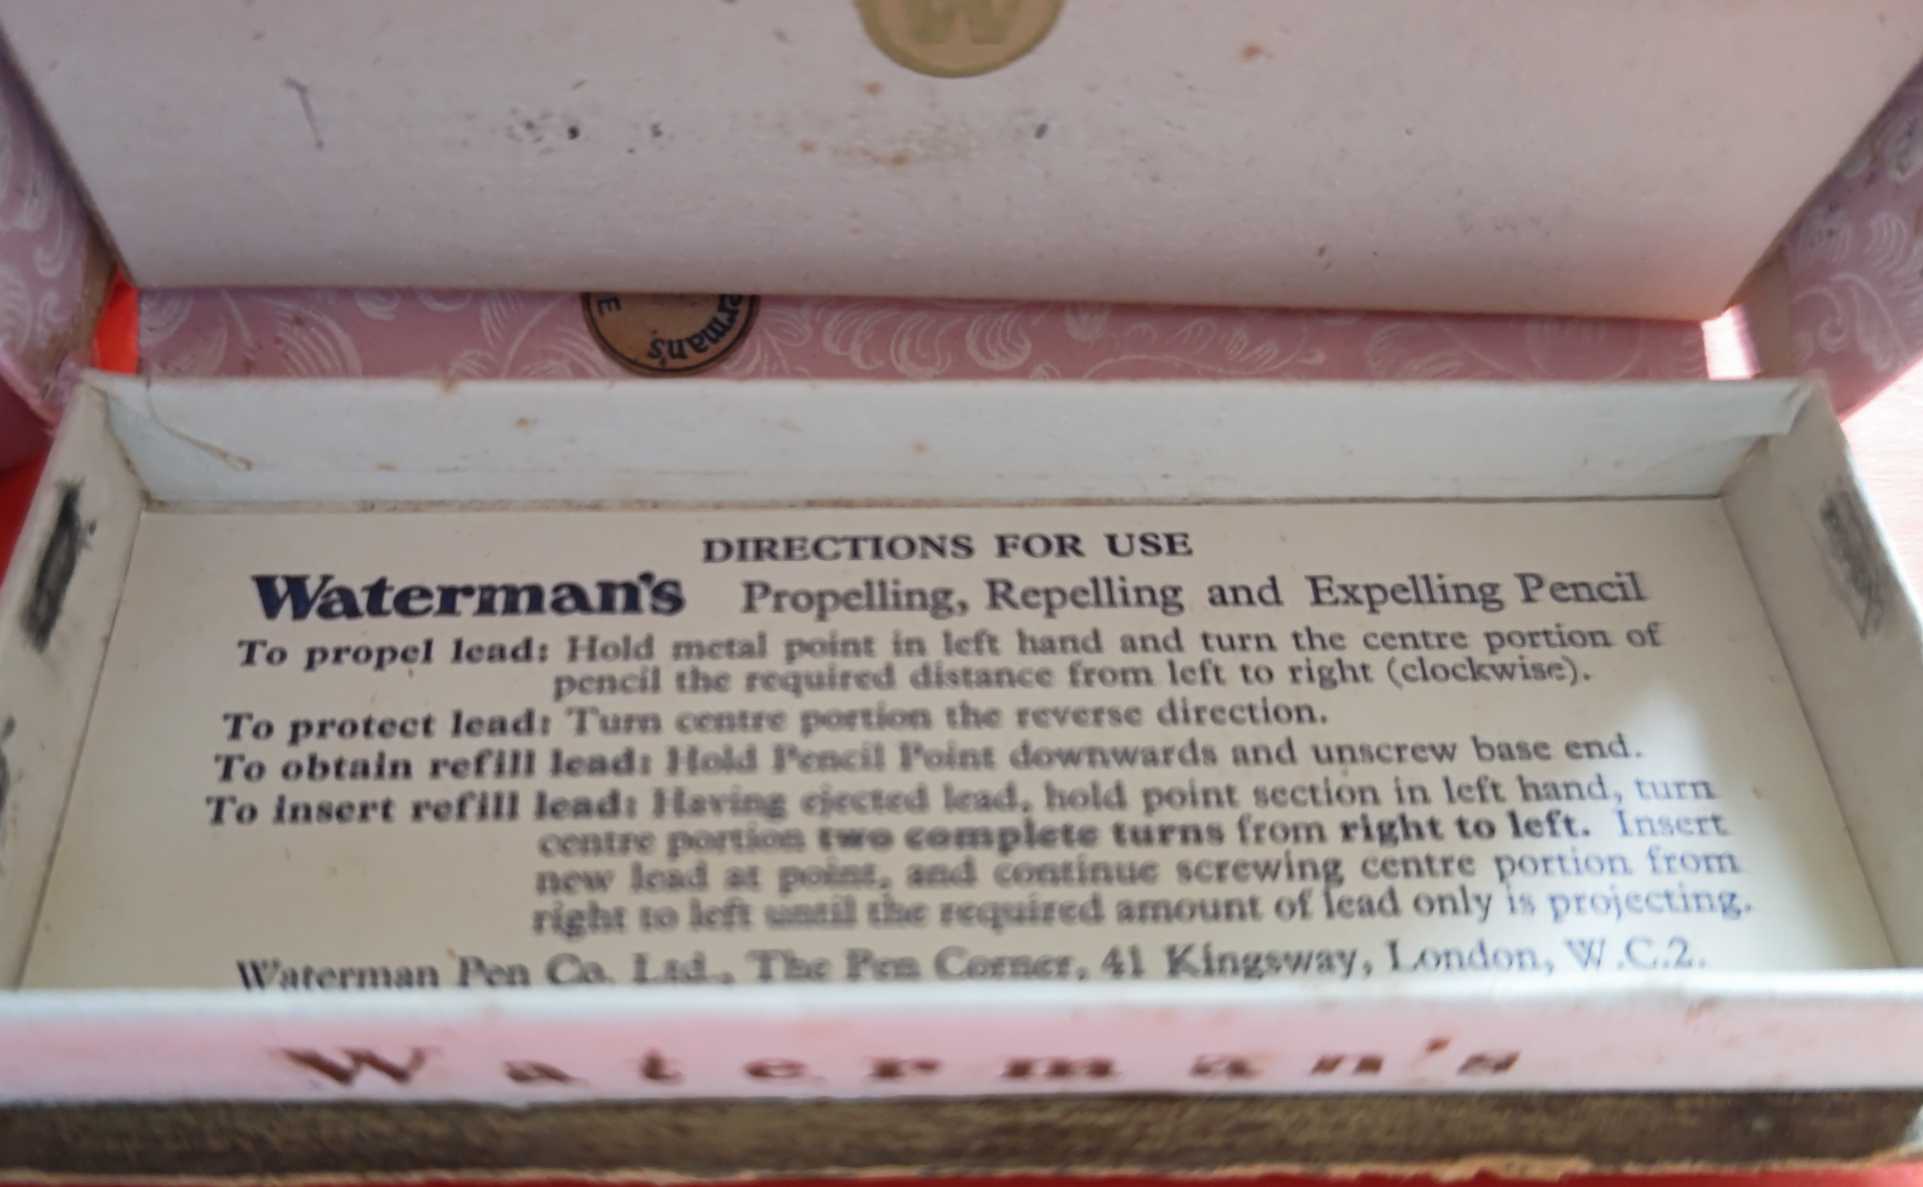 W
erman's
E
DIRECTIONS FOR USE
Waterman's Propelling, Repelling and Expelling Pencil
To propel lead: Hold metal point in left hand and turn the centre portion of
pencil the required distance from left to right (clockwise).
To protect lead: Turn centre portion the reverse direction.
To obtain refill lead: Hold Pencil Point downwards and unscrew base end.
To insert refill lead: Having ejected lead, hold point section in left hand, turn
centre portion two complete turns from right to left. Insert
new lead at point, and continue screwing centre portion from
right to left until the required amount of lead only is projecting.
Waterman Pen Co. Ltd., The Pen Corner, 41 Kingsway, London, W.C.2.
Waterman's